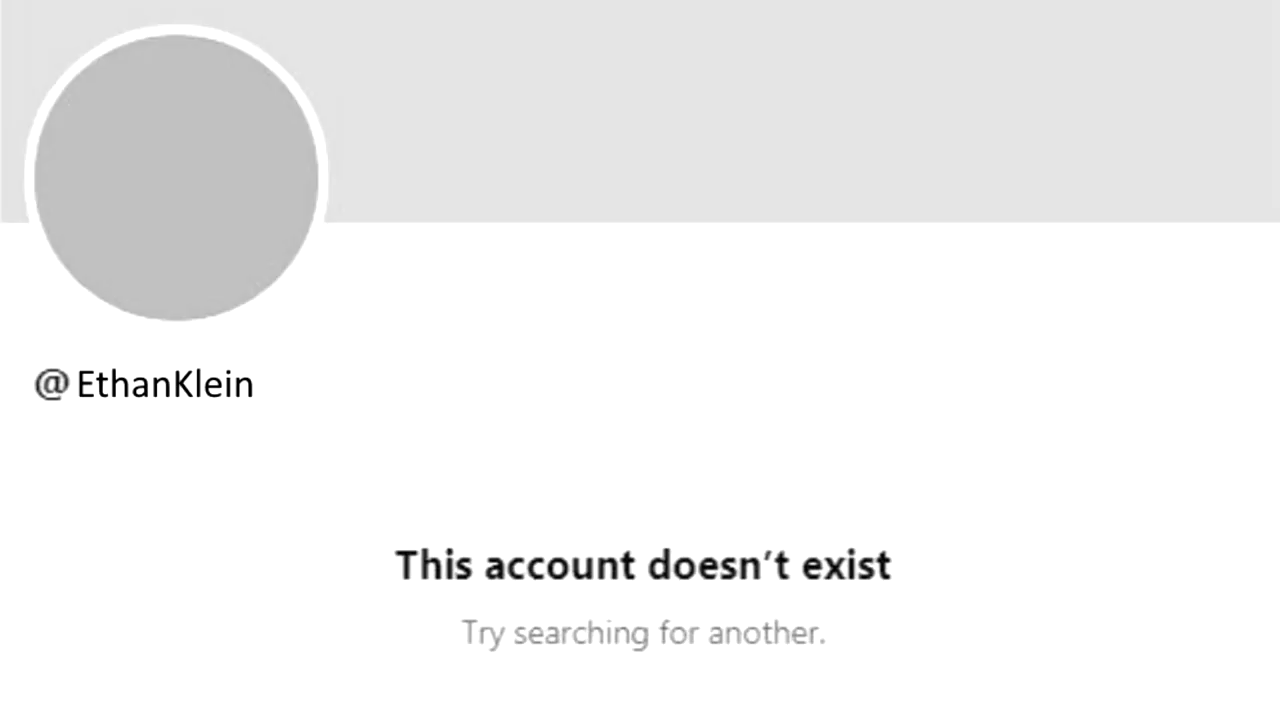 @EthanKlein
This account doesn’t exist
Try searching for another.